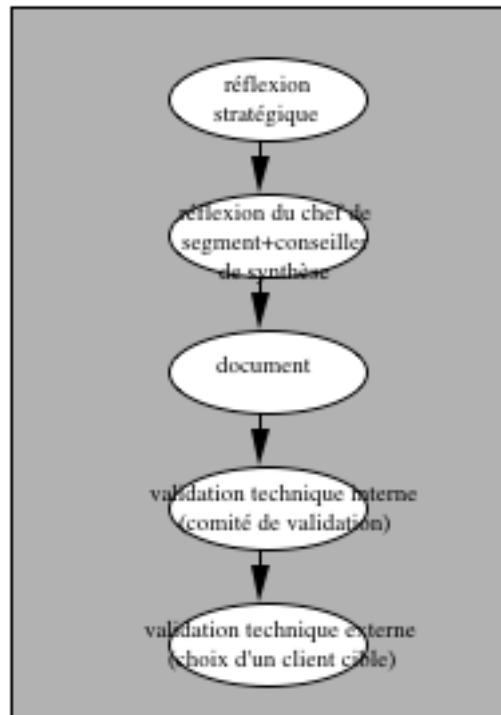 réflexion
stratégique
réflexion du chef de
segment+conseiller
de synthèse
document
validation technique interne
(comité de validation)
validation technique externe
(choix d'un client cible)